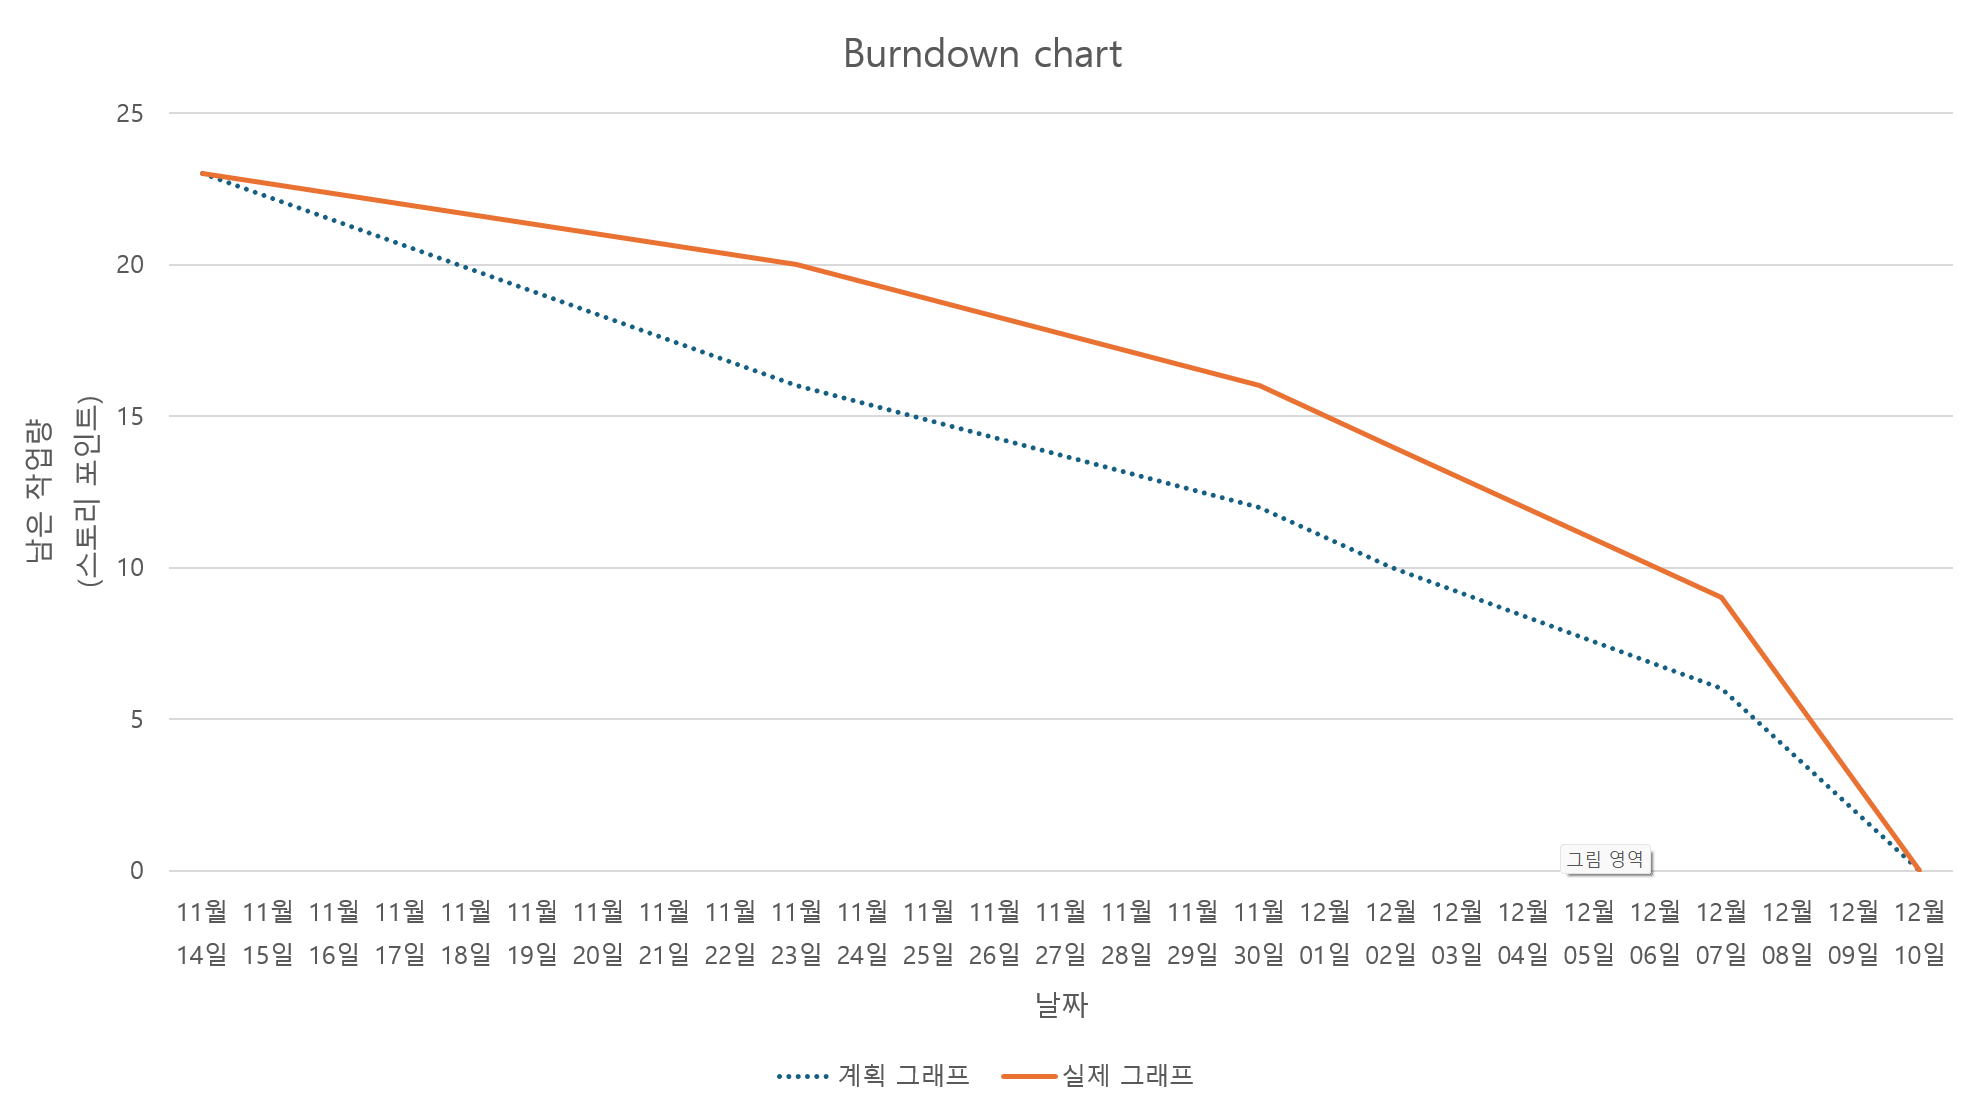 Burndown chart
25
20
15
10
5
0
남은 작업량
(스토리 포인트)
그림 영역
11월 11월 11월 11월 11월 11월 11월 11월 11월 11월 11월 11월 11월 11월 11월 11월 11월 12월 12월 12월 12월 12월 12월 12월 12월 12월 12월
14일 15일 16일 17일 18일 19일 20일 21일 22일 23일 24일 25일 26일 27일 28일 29일 30일 01일 02일 03일 04일 05일 06일 07일 08일 09일 10일
날짜
계획 그래프 실제 그래프